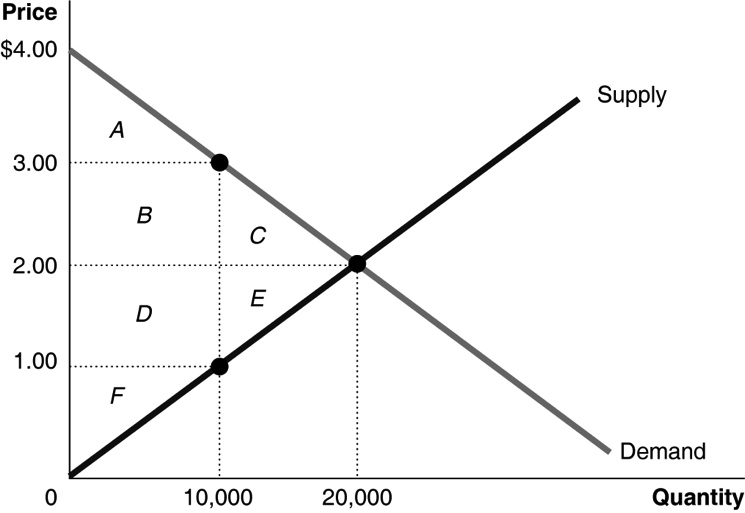 Price
$4.00
Supply
A
3.00
B
C
2.00
E
D
1.00
F
Demand
0
10,000
20,000
Quantity